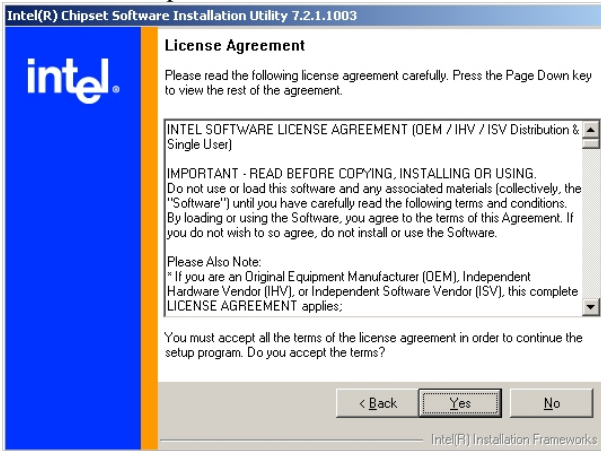 Intel(R) Chipset Software Installation Utility 7.2.1.1003
intel.
License Agreement
Please read the following license agreement carefully. Press the Page Down key
to view the rest of the agreement.
INTEL SOFTWARE LICENSE AGREEMENT (OEM / IHV / ISV Distribution &
Single User)
IMPORTANT - READ BEFORE COPYING, INSTALLING OR USING.
Do not use or load this software and any associated materials (collectively, the
"Software") until you have carefully read the following terms and conditions.
By loading or using the Software, you agree to the terms of this Agreement. If
you do not wish to so agree, do not install or use the Software.
Please Also Note:
* If you are an Original Equipment Manufacturer (OEM), Independent
Hardware Vendor (IHV), or Independent Software Vendor (ISV), this complete
LICENSE AGREEMENT applies;
You must accept all the terms of the license agreement in order to continue the
setup program. Do you accept the terms?
< Back
Yes
No
Intel(R) Installation Frameworks